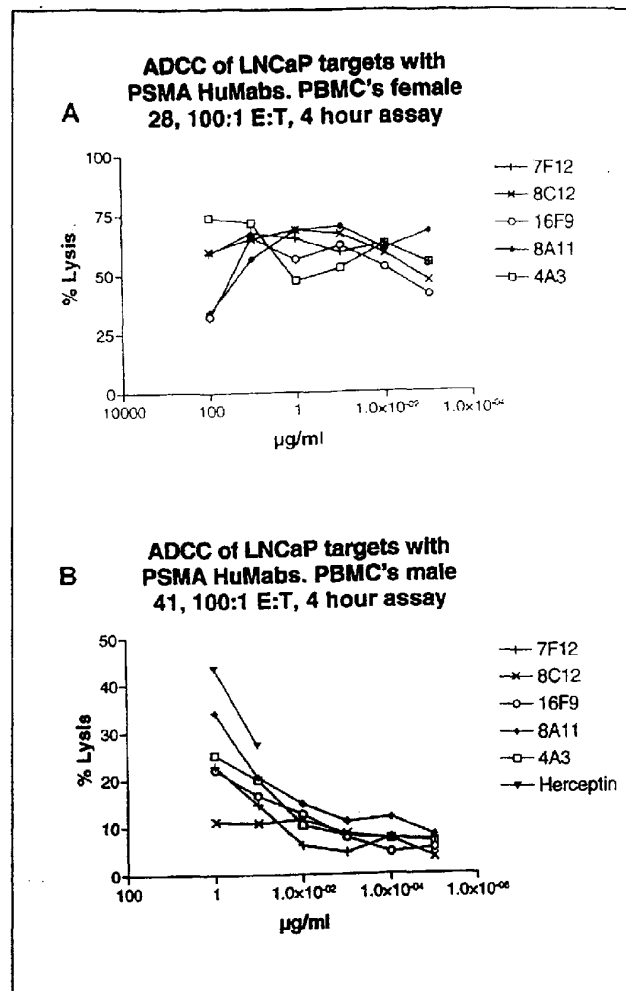 ADCC of LNCaP targets with
PSMA HuMabs. PBMC's female
28, 100:1 E:T, 4 hour assay
A
100
75
50
25
0
% Lysis
10000
100
1
1.0×10⁻⁰²
1.0×10⁻⁰⁴
µg/ml
7F12
8C12
16F9
8A11
4A3
ADCC of LNCaP targets with
PSMA HuMabs. PBMC's male
41, 100:1 E:T, 4 hour assay
B
50
40
30
20
10
0
% Lysis
100
1
1.0×10⁻⁰²
1.0×10⁻⁰⁴
1.0×10⁻⁰⁶
µg/ml
7F12
8C12
16F9
8A11
4A3
Herceptin